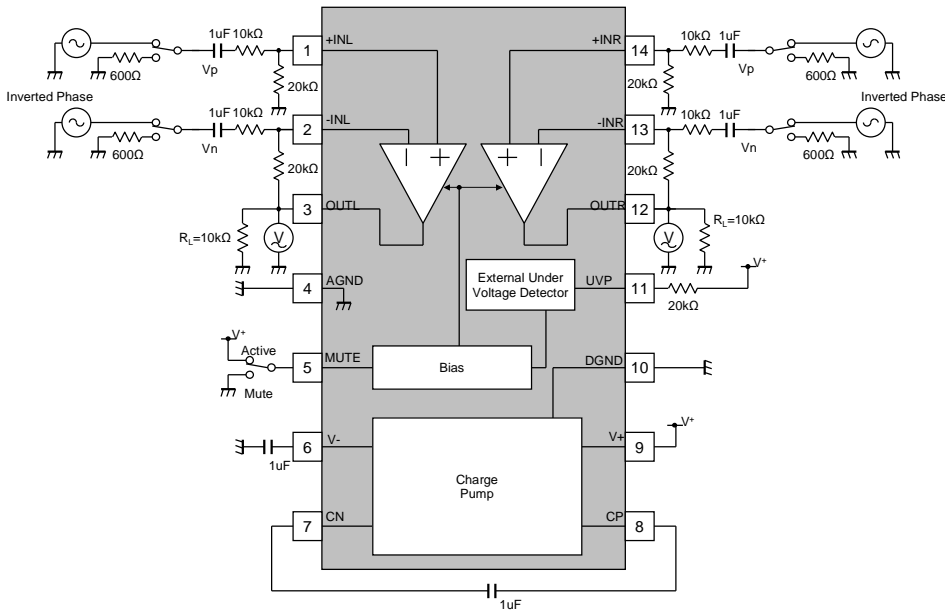 1uF 10kΩ
1
+INL
+INR
14
10kΩ 1uF
600Ω
Vp
20kΩ
20kΩ
Vp
600Ω
Inverted Phase
Inverted Phase
1uF 10kΩ
2
-INL
-INR
13
10kΩ 1uF
600Ω
Vn
20kΩ
20kΩ
Vn
600Ω
3
OUTL
OUTR
12
RL=10kΩ
V
V
RL=10kΩ
4
AGND
External Under
Voltage Detector
UVP
11
V+
20kΩ
V+
Active
5
MUTE
Mute
Bias
DGND
10
6
V-
1uF
V+
9
V+
Charge
Pump
7
CN
CP
8
1uF